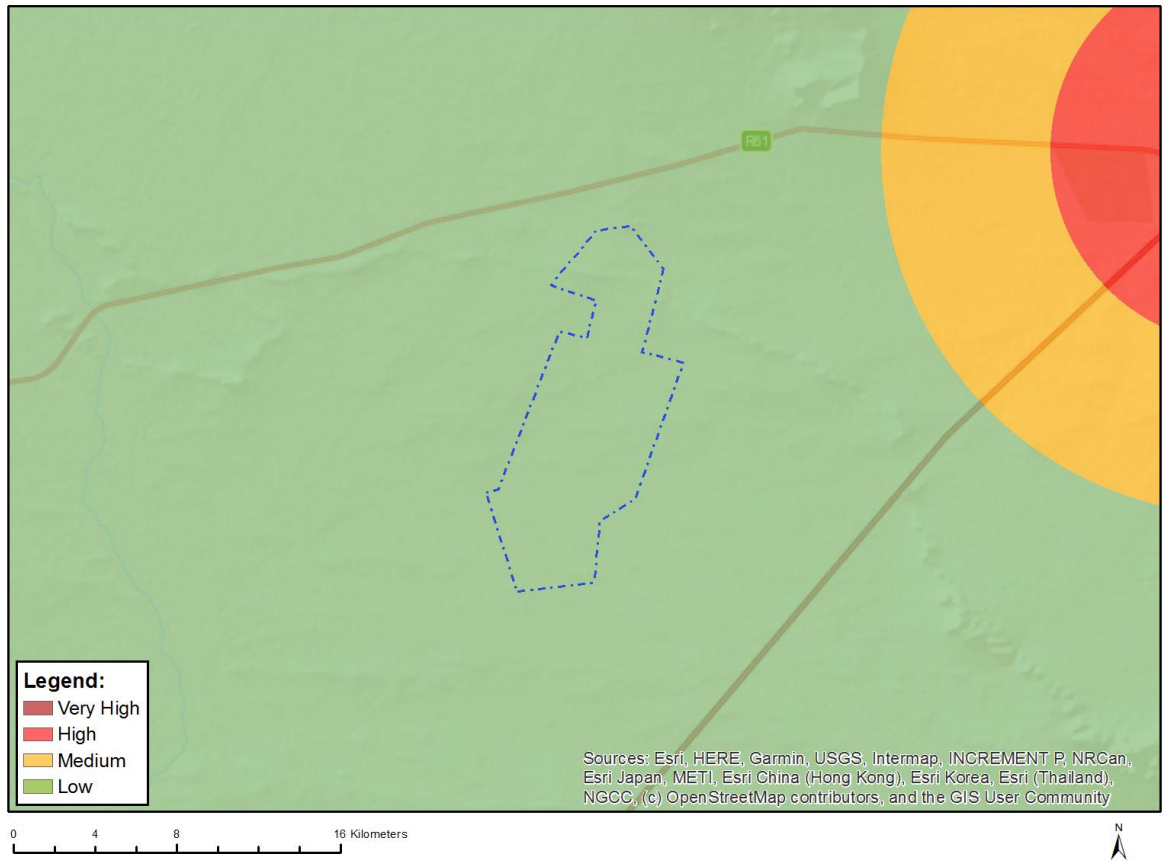 R61
Legend:
Very High
High
Medium
Low
Sources: Esri, HERE, Garmin, USGS, Intermap, INCREMENT P, NRCan,
Esri Japan, METI, Esri China (Hong Kong), Esri Korea, Esri (Thailand),
NGCC, (c) OpenStreetMap contributors, and the GIS User Community
0 4 8 16 Kilometers
N